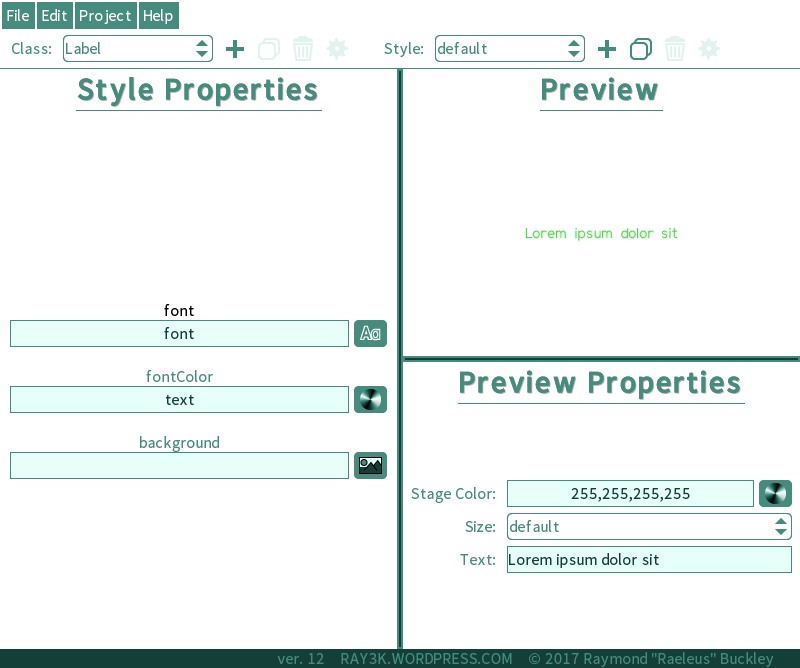 File Edit Project Help
Class: Label Style: default
Style Properties
font
font
Aa
fontColor
text
background
Preview
Lorem ipsum dolor sit
Preview Properties
Stage Color: 255,255,255,255
Size: default
Text: Lorem ipsum dolor sit
ver. 12 RAY3K.WORDPRESS.COM © 2017 Raymond "Raeleus" Buckley